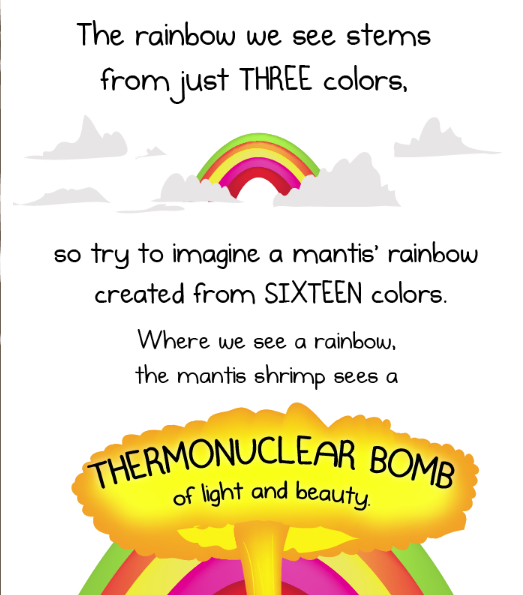 The rainbow we see stems
from just THREE colors,
so try to imagine a mantis' rainbow
created from SIXTEEN colors.
Where we see a rainbow,
the mantis shrimp sees a
THERMONUCLEAR BOMB
of light and beauty.